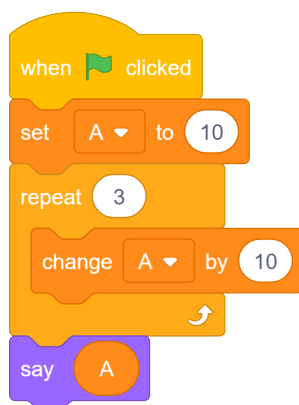 when clicked
set A to 10
repeat 3
change A by 10
say A